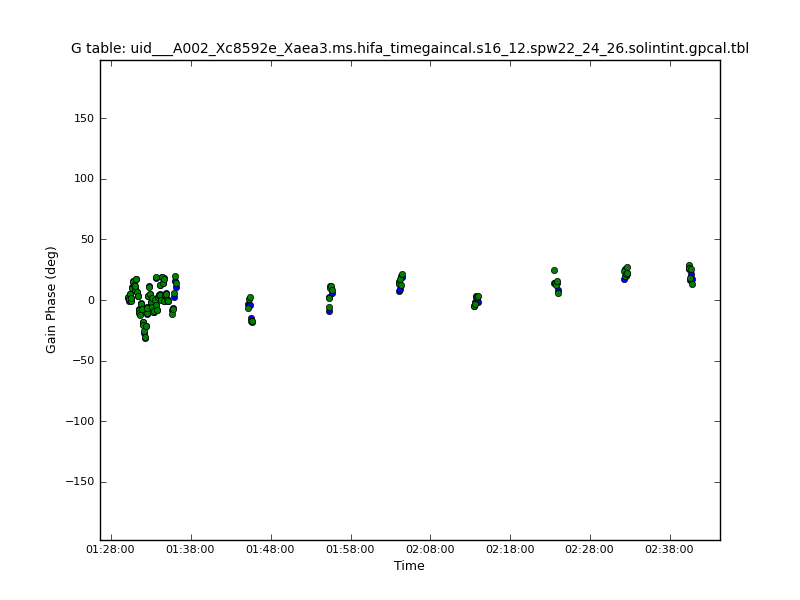 G table: uid___A002_Xc8592e_Xaea3.ms.hifa_timegaincal.s16_12.spw22_24_26.solintint.gpcal.tbl
150
100
50
0
−50
−100
−150
Gain Phase (deg)
01:28:00 01:38:00 01:48:00 01:58:00 02:08:00 02:18:00 02:28:00 02:38:00
Time